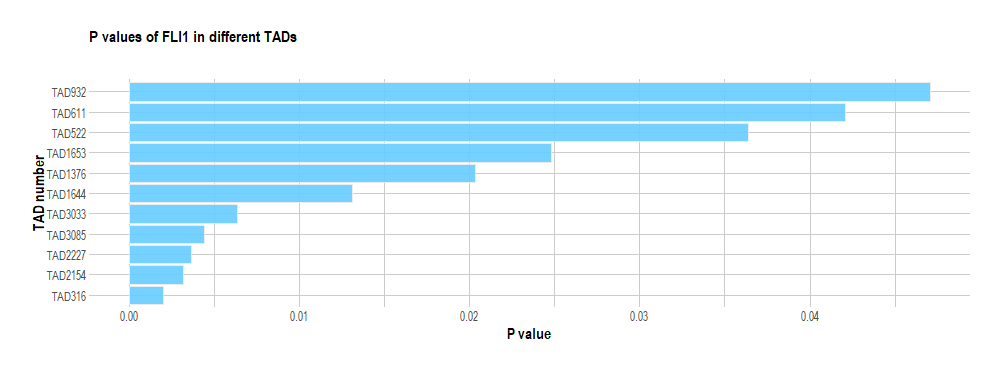 P values of FLI1 in different TADs
TAD number
TAD932
TAD611
TAD522
TAD1653
TAD1376
TAD1644
TAD3033
TAD3085
TAD2227
TAD2154
TAD316
0.00 0.01 0.02 0.03 0.04
P value